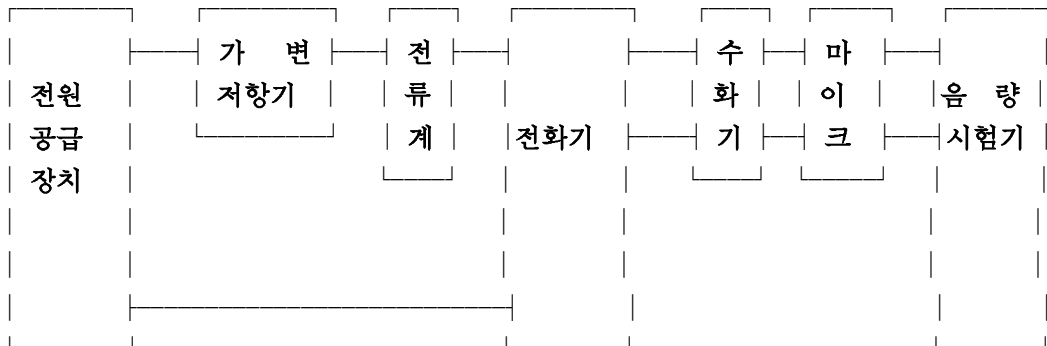 가 변 전 수 마
전원 저항기 류 화 이 음 량
공급 계 전화기 기 크 시험기
장치